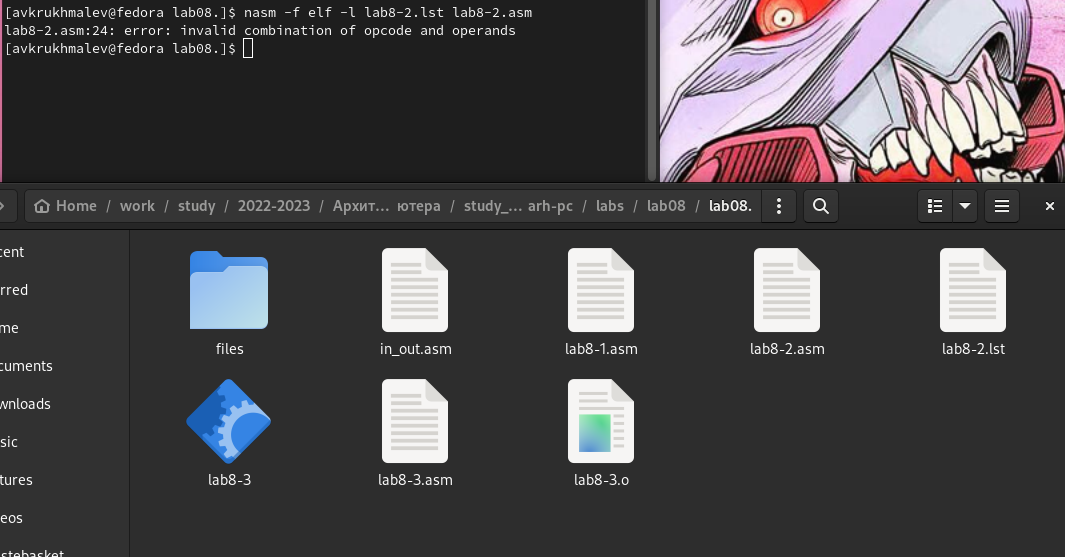 [avkrukhmalev@fedora lab08.]$ nasm -f elf -l lab8-2.lst lab8-2.asm
lab8-2.asm:24: error: invalid combination of opcode and operands
[avkrukhmalev@fedora lab08.]$
Home / work / study / 2022-2023 / Архит... ютера / study_... arh-pc / labs / lab08 / lab08.
cent
rred
me
cuments
wnloads
sic
tures
eos
stebasket
files in_out.asm lab8-1.asm lab8-2.asm lab8-2.lst
lab8-3 lab8-3.asm lab8-3.o